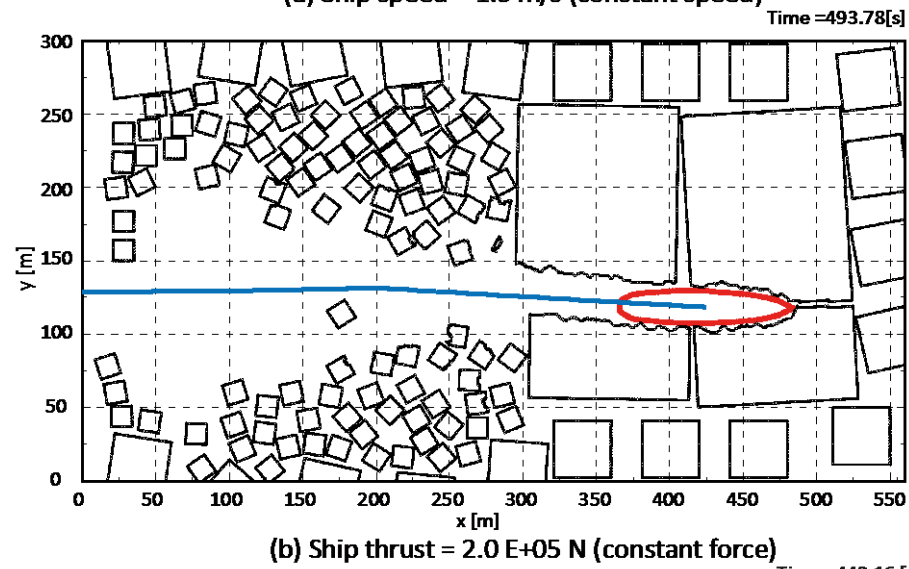 Time =493.78[s]
300
250
200
150
100
50
0
y [m]
0 50 100 150 200 250 300 350 400 450 500 550
x [m]
(b) Ship thrust = 2.0 E+05 N (constant force)